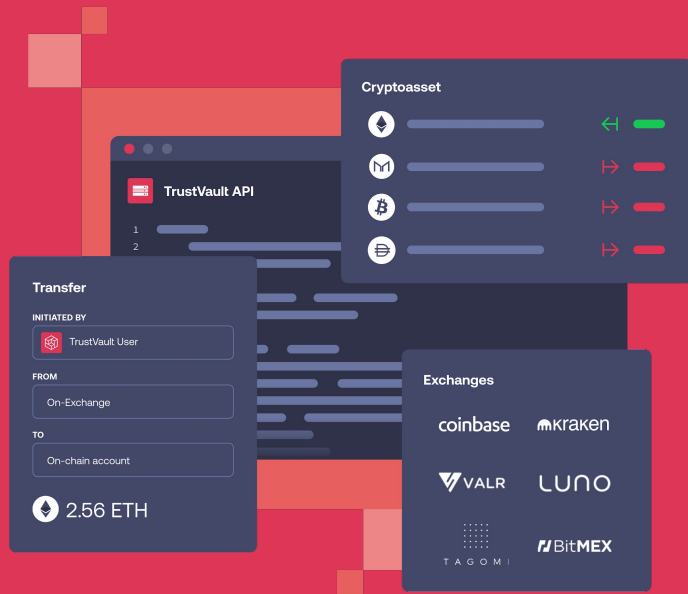 Cryptoasset
TrustVault API
1
2
Transfer
INITIATED BY
TrustVault User
FROM
On-Exchange
TO
On-chain account
2.56 ETH
Exchanges
coinbase
mKraKen
VALR
LUNO
TAGOMI
BitMEX